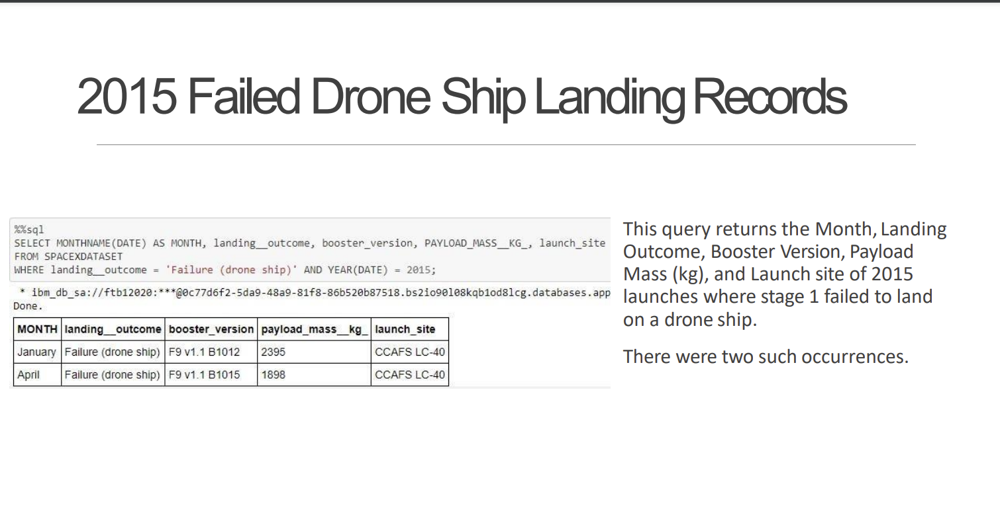 2015 Failed Drone Ship Landing Records
%%sql
SELECT MONTHNAME(DATE) AS MONTH, landing__outcome, booster_version, PAYLOAD_MASS__KG_, launch_site
FROM SPACEXDATASET
WHERE landing__outcome = 'Failure (drone ship)' AND YEAR(DATE) = 2015;
* ibm_db_sa://ftb12020:***@0c77d6f2-5da9-48a9-81f8-86b520b87518.bs2io90l08kqb1od8lcg.databases.app
Done.
MONTH landing__outcome booster_version payload_mass__kg_ launch_site
January Failure (drone ship) F9 v1.1 B1012 2395 CCAFS LC-40
April Failure (drone ship) F9 v1.1 B1015 1898 CCAFS LC-40
This query returns the Month, Landing
Outcome, Booster Version, Payload
Mass (kg), and Launch site of 2015
launches where stage 1 failed to land
on a drone ship.
There were two such occurrences.